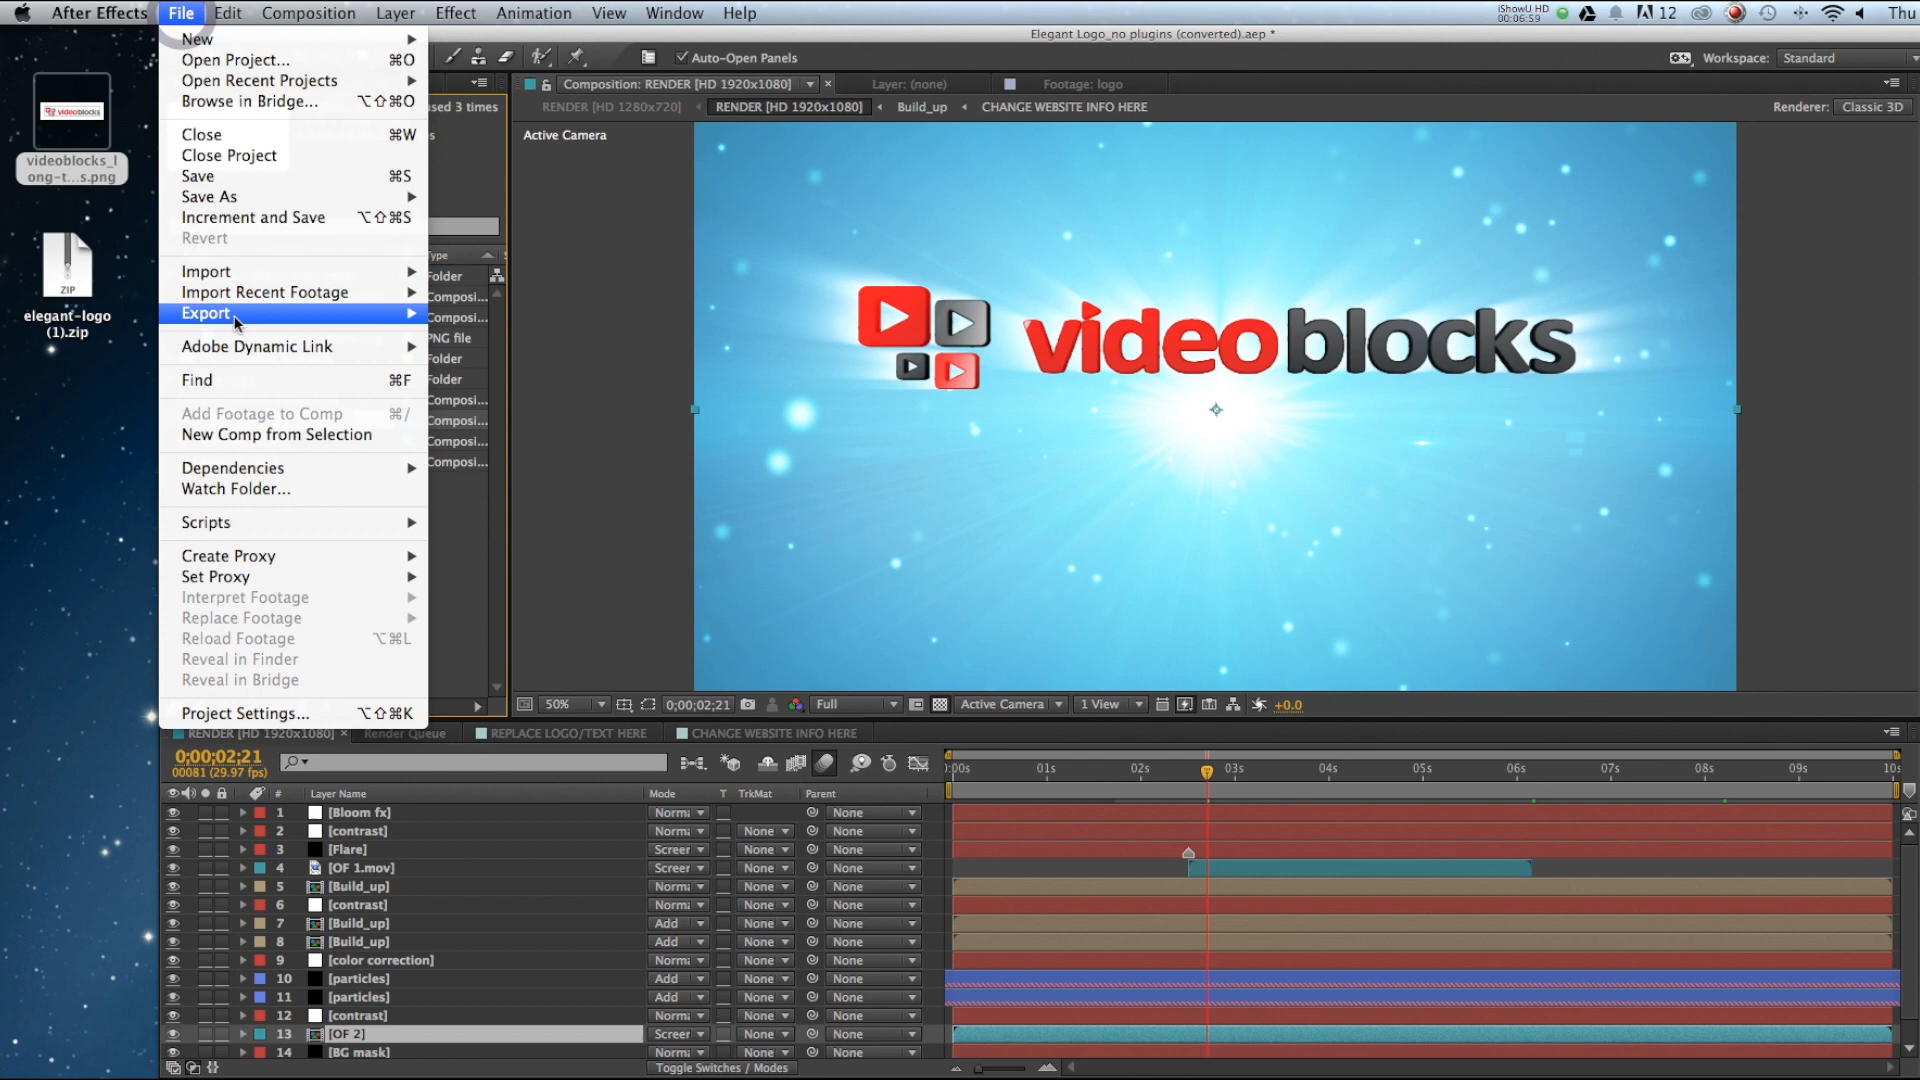 After Effects File Edit Composition Layer Effect Animation View Window Help iShowU HD 00:06:59 12 Thu
Elegant Logo_no plugins (converted).aep *
Auto-Open Panels Workspace: Standard
Composition: RENDER [HD 1920x1080] × Layer: (none) Footage: logo
RENDER [HD 1280x720] RENDER [HD 1920x1080] Build_up CHANGE WEBSITE INFO HERE Renderer: Classic 3D
Active Camera
videoblocks
videoblocks_l
ong-t...s.png
ZIP
elegant-logo
(1).zip
New
Open Project... ⌘O
Open Recent Projects
Browse in Bridge... ⌥⇧⌘O
Close ⌘W
Close Project
Save ⌘S
Save As
Increment and Save ⌥⇧⌘S
Revert
Import
Import Recent Footage
Export
Adobe Dynamic Link
Find ⌘F
Add Footage to Comp ⌘/
New Comp from Selection
Dependencies
Watch Folder...
Scripts
Create Proxy
Set Proxy
Interpret Footage
Replace Footage
Reload Footage ⌥⌘L
Reveal in Finder
Reveal in Bridge
Project Settings... ⌥⇧⌘K
used 3 times
Type
Folder
Composi...
Composi...
PNG file
Folder
Folder
Composi...
Composi...
Composi...
Composi...
videoblocks
50% 0;00;02;21 Full Active Camera 1 View +0.0
RENDER [HD 1920x1080] × Render Queue REPLACE LOGO/TEXT HERE CHANGE WEBSITE INFO HERE
0;00;02;21
00081 (29.97 fps)
):00s 01s 02s 03s 04s 05s 06s 07s 08s 09s 10s
# Layer Name Mode T TrkMat Parent
1 [Bloom fx] Norma None
2 [contrast] Norma None None
3 [Flare] Screer None None
4 [OF 1.mov] Screer None None
5 [Build_up] Norma None None
6 [contrast] Norma None None
7 [Build_up] Add None None
8 [Build_up] Add None None
9 [color correction] Norma None None
10 [particles] Add None None
11 [particles] Add None None
12 [contrast] Norma None None
13 [OF 2] Screer None None
14 [BG mask] Norma None None
Toggle Switches / Modes